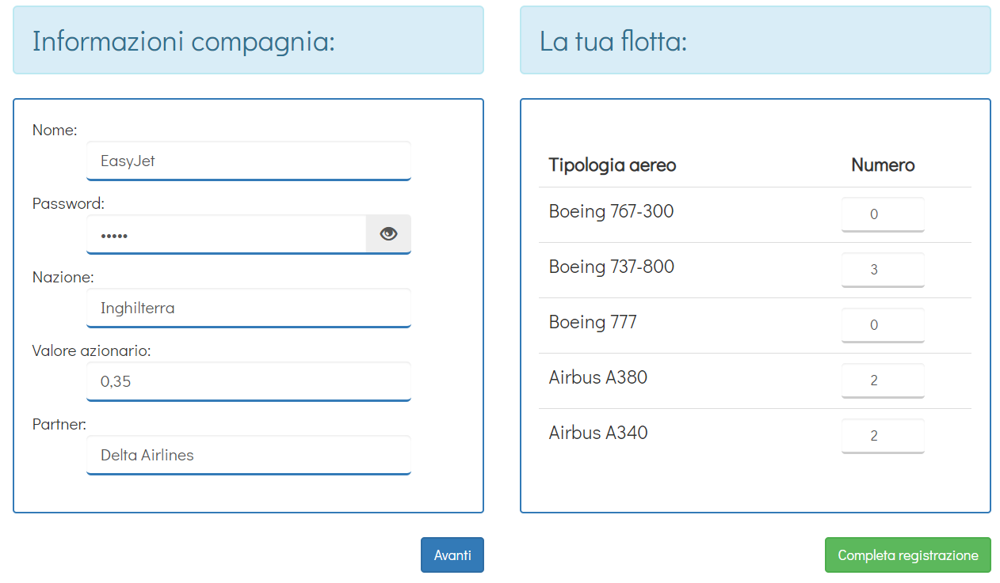 Informazioni compagnia:
Nome:
EasyJet
Password:
•••••
Nazione:
Inghilterra
Valore azionario:
0,35
Partner:
Delta Airlines
Avanti
La tua flotta:
Tipologia aereo Numero
Boeing 767-300 0
Boeing 737-800 3
Boeing 777 0
Airbus A380 2
Airbus A340 2
Completa registrazione